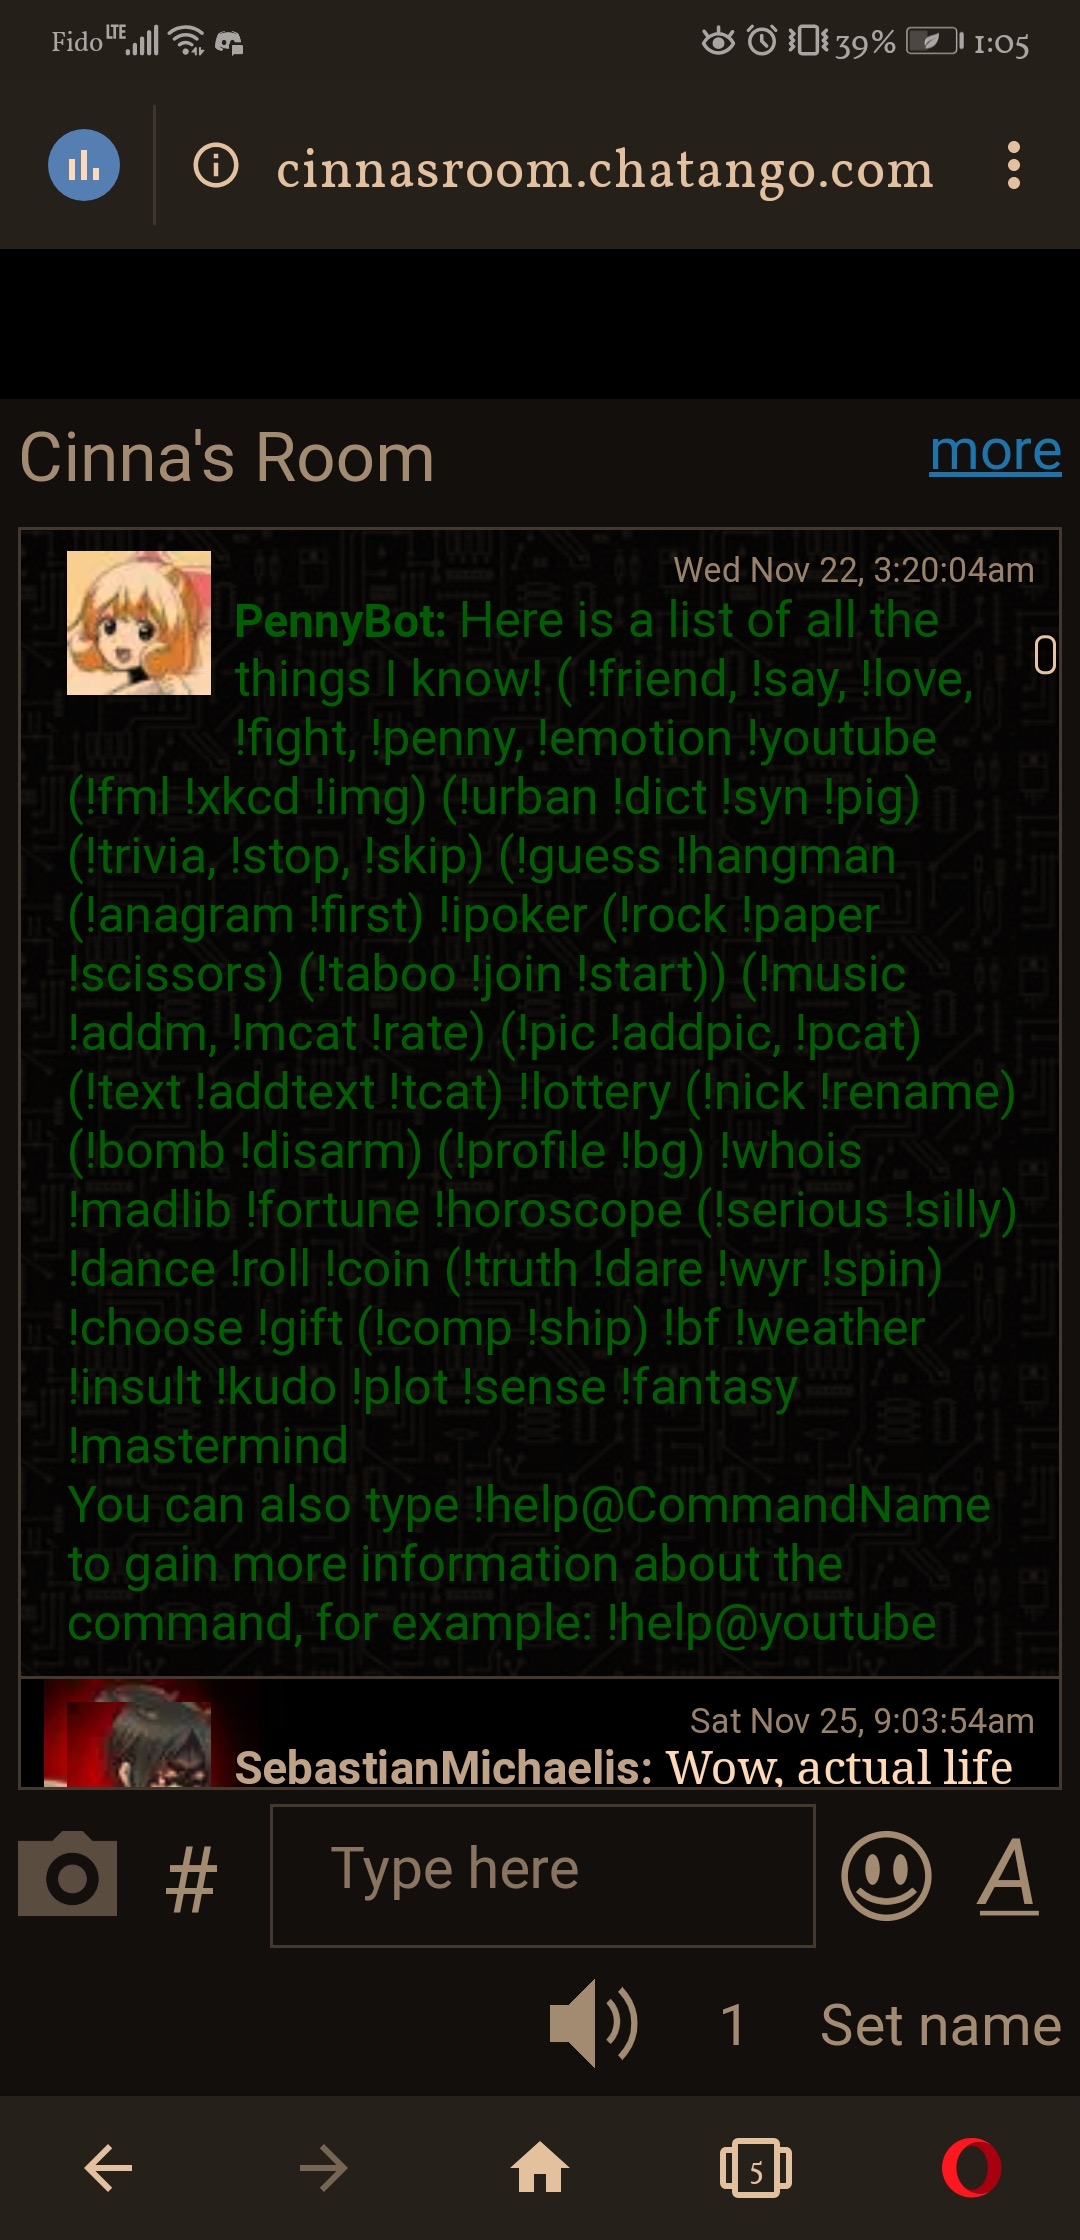 Fido LTE 39% 1:05
cinnasroom.chatango.com
Cinna's Room more
Wed Nov 22, 3:20:04am
PennyBot: Here is a list of all the
things I know! ( !friend, !say, !love,
!fight, !penny, !emotion !youtube
(!fml !xkcd !img) (!urban !dict !syn !pig)
(!trivia, !stop, !skip) (!guess !hangman
(!anagram !first) !ipoker (!rock !paper
!scissors) (!taboo !join !start)) (!music
!addm, !mcat !rate) (!pic !addpic, !pcat)
(!text !addtext !tcat) !lottery (!nick !rename)
(!bomb !disarm) (!profile !bg) !whois
!madlib !fortune !horoscope (!serious !silly)
!dance !roll !coin (!truth !dare !wyr !spin)
!choose !gift (!comp !ship) !bf !weather
!insult !kudo !plot !sense !fantasy
!mastermind
You can also type !help@CommandName
to gain more information about the
command, for example: !help@youtube
Sat Nov 25, 9:03:54am
SebastianMichaelis: Wow, actual life
# Type here A
1 Set name
5